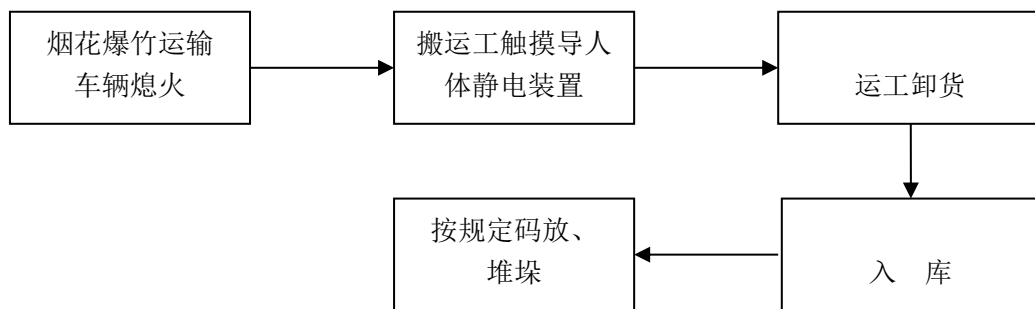 烟花爆竹运输
车辆熄火
搬运工触摸导人
体静电装置
运工卸货
入 库
按规定码放、
堆垛